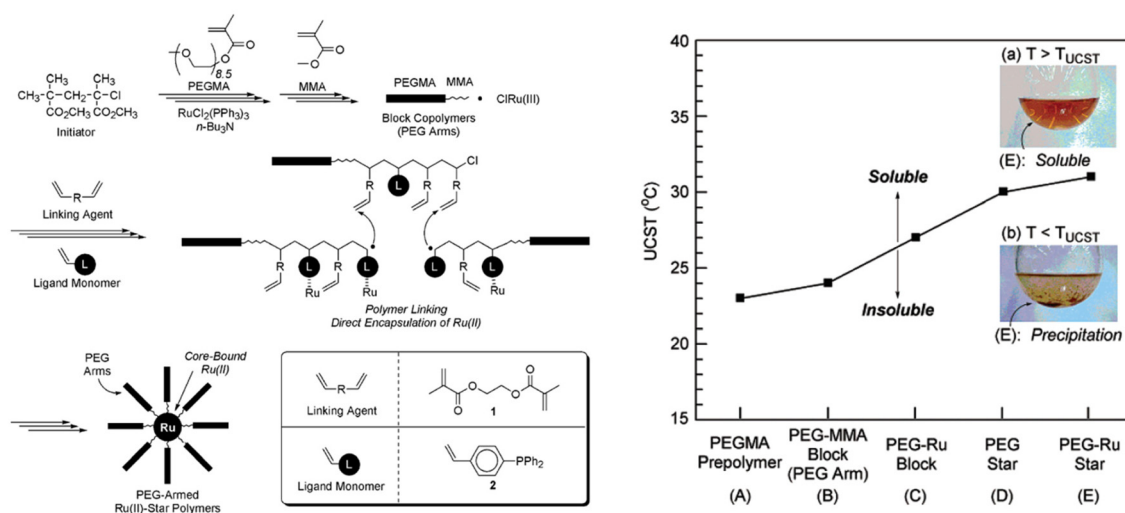 O
O
8.5
PEGMA
RuCl2(PPh3)3
n-Bu3N
O
O
MMA
CH3 CH3
CH3 CH2 Cl
CO2CH3 CO2CH3
Initiator
PEGMA MMA
• ClRu(III)
Block Copolymers
(PEG Arms)
Cl
R L R R
R
Linking Agent
L
Ligand Monomer
R L R L
Ru Ru
L R L
Ru
Polymer Linking
Direct Encapsulation of Ru(II)
PEG
Arms
Core-Bound
Ru(II)
Ru
PEG-Armed
Ru(II)-Star Polymers
R
Linking Agent
O O
O O
1
L
Ligand Monomer
PPh2
2
UCST (°C)
40
35
30
25
20
15
(a) T > TUCST
(E): Soluble
Soluble
(b) T < TUCST
Insoluble
(E): Precipitation
PEGMA
Prepolymer
(A)
PEG-MMA
Block
(PEG Arm)
(B)
PEG-Ru
Block
(C)
PEG
Star
(D)
PEG-Ru
Star
(E)